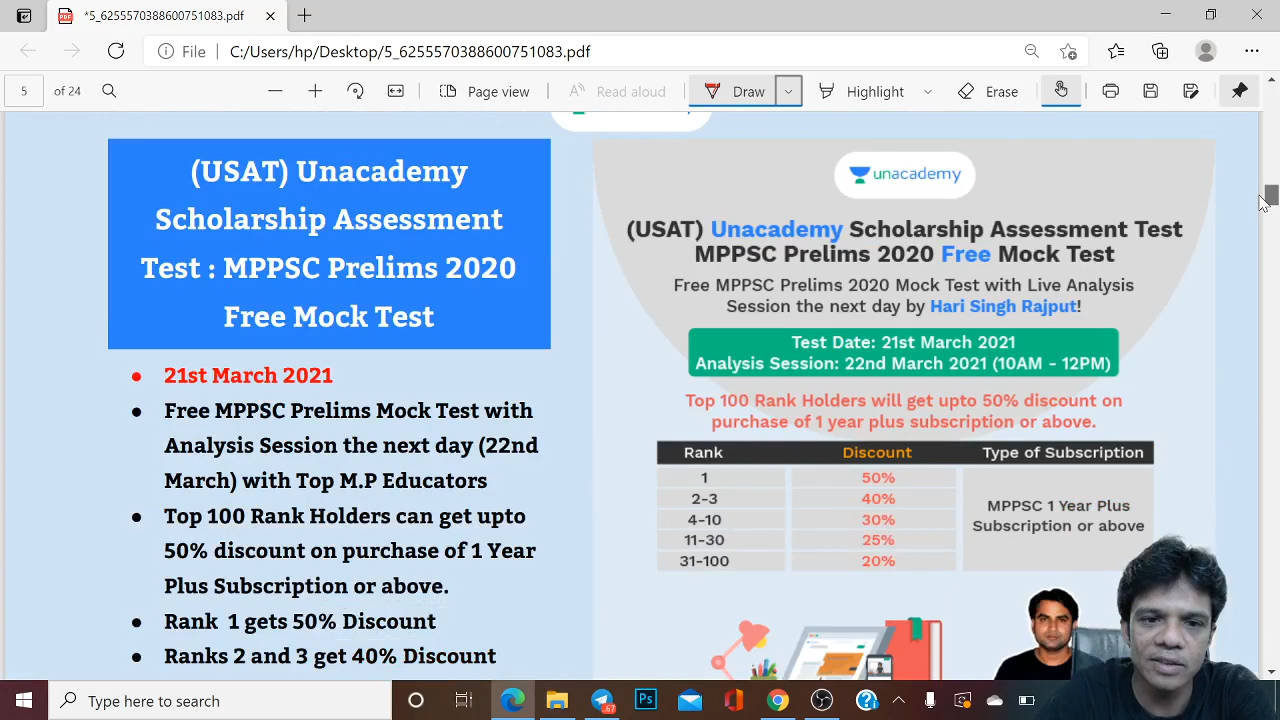 *5_6255570388600751083.pdf
File C:/Users/hp/Desktop/5_6255570388600751083.pdf
5 of 24 Page view Read aloud Draw Highlight Erase
(USAT) Unacademy
Scholarship Assessment
Test : MPPSC Prelims 2020
Free Mock Test
21st March 2021
Free MPPSC Prelims Mock Test with
Analysis Session the next day (22nd
March) with Top M.P Educators
Top 100 Rank Holders can get upto
50% discount on purchase of 1 Year
Plus Subscription or above.
Rank 1 gets 50% Discount
Ranks 2 and 3 get 40% Discount
unacademy
(USAT) Unacademy Scholarship Assessment Test
MPPSC Prelims 2020 Free Mock Test
Free MPPSC Prelims 2020 Mock Test with Live Analysis
Session the next day by Hari Singh Rajput!
Test Date: 21st March 2021
Analysis Session: 22nd March 2021 (10AM - 12PM)
Top 100 Rank Holders will get upto 50% discount on
purchase of 1 year plus subscription or above.
Rank Discount Type of Subscription
1 50%
2-3 40%
4-10 30%
11-30 25%
31-100 20%
MPPSC 1 Year Plus
Subscription or above
Type here to search